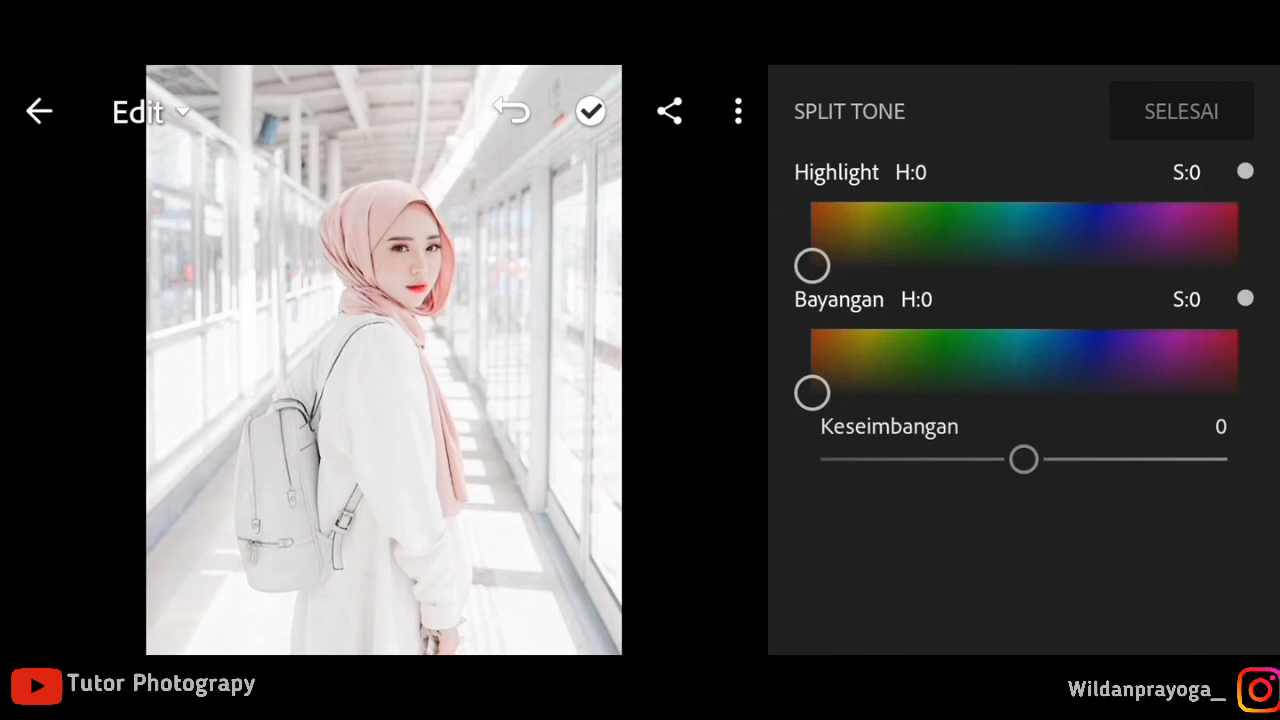 Edit
SPLIT TONE
SELESAI
Highlight H:0 S:0
Bayangan H:0 S:0
Keseimbangan 0
Tutor Photograpy
Wildanprayoga_